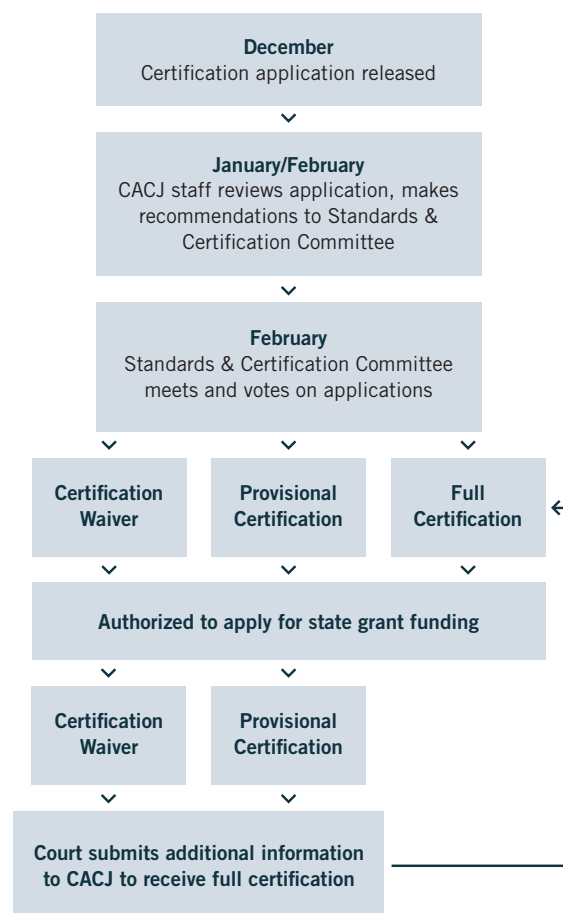 December
Certification application released
January/February
CACJ staff reviews application, makes
recommendations to Standards &
Certification Committee
February
Standards & Certification Committee
meets and votes on applications
Certification
Waiver
Provisional
Certification
Full
Certification
Authorized to apply for state grant funding
Certification
Waiver
Provisional
Certification
Court submits additional information
to CACJ to receive full certification